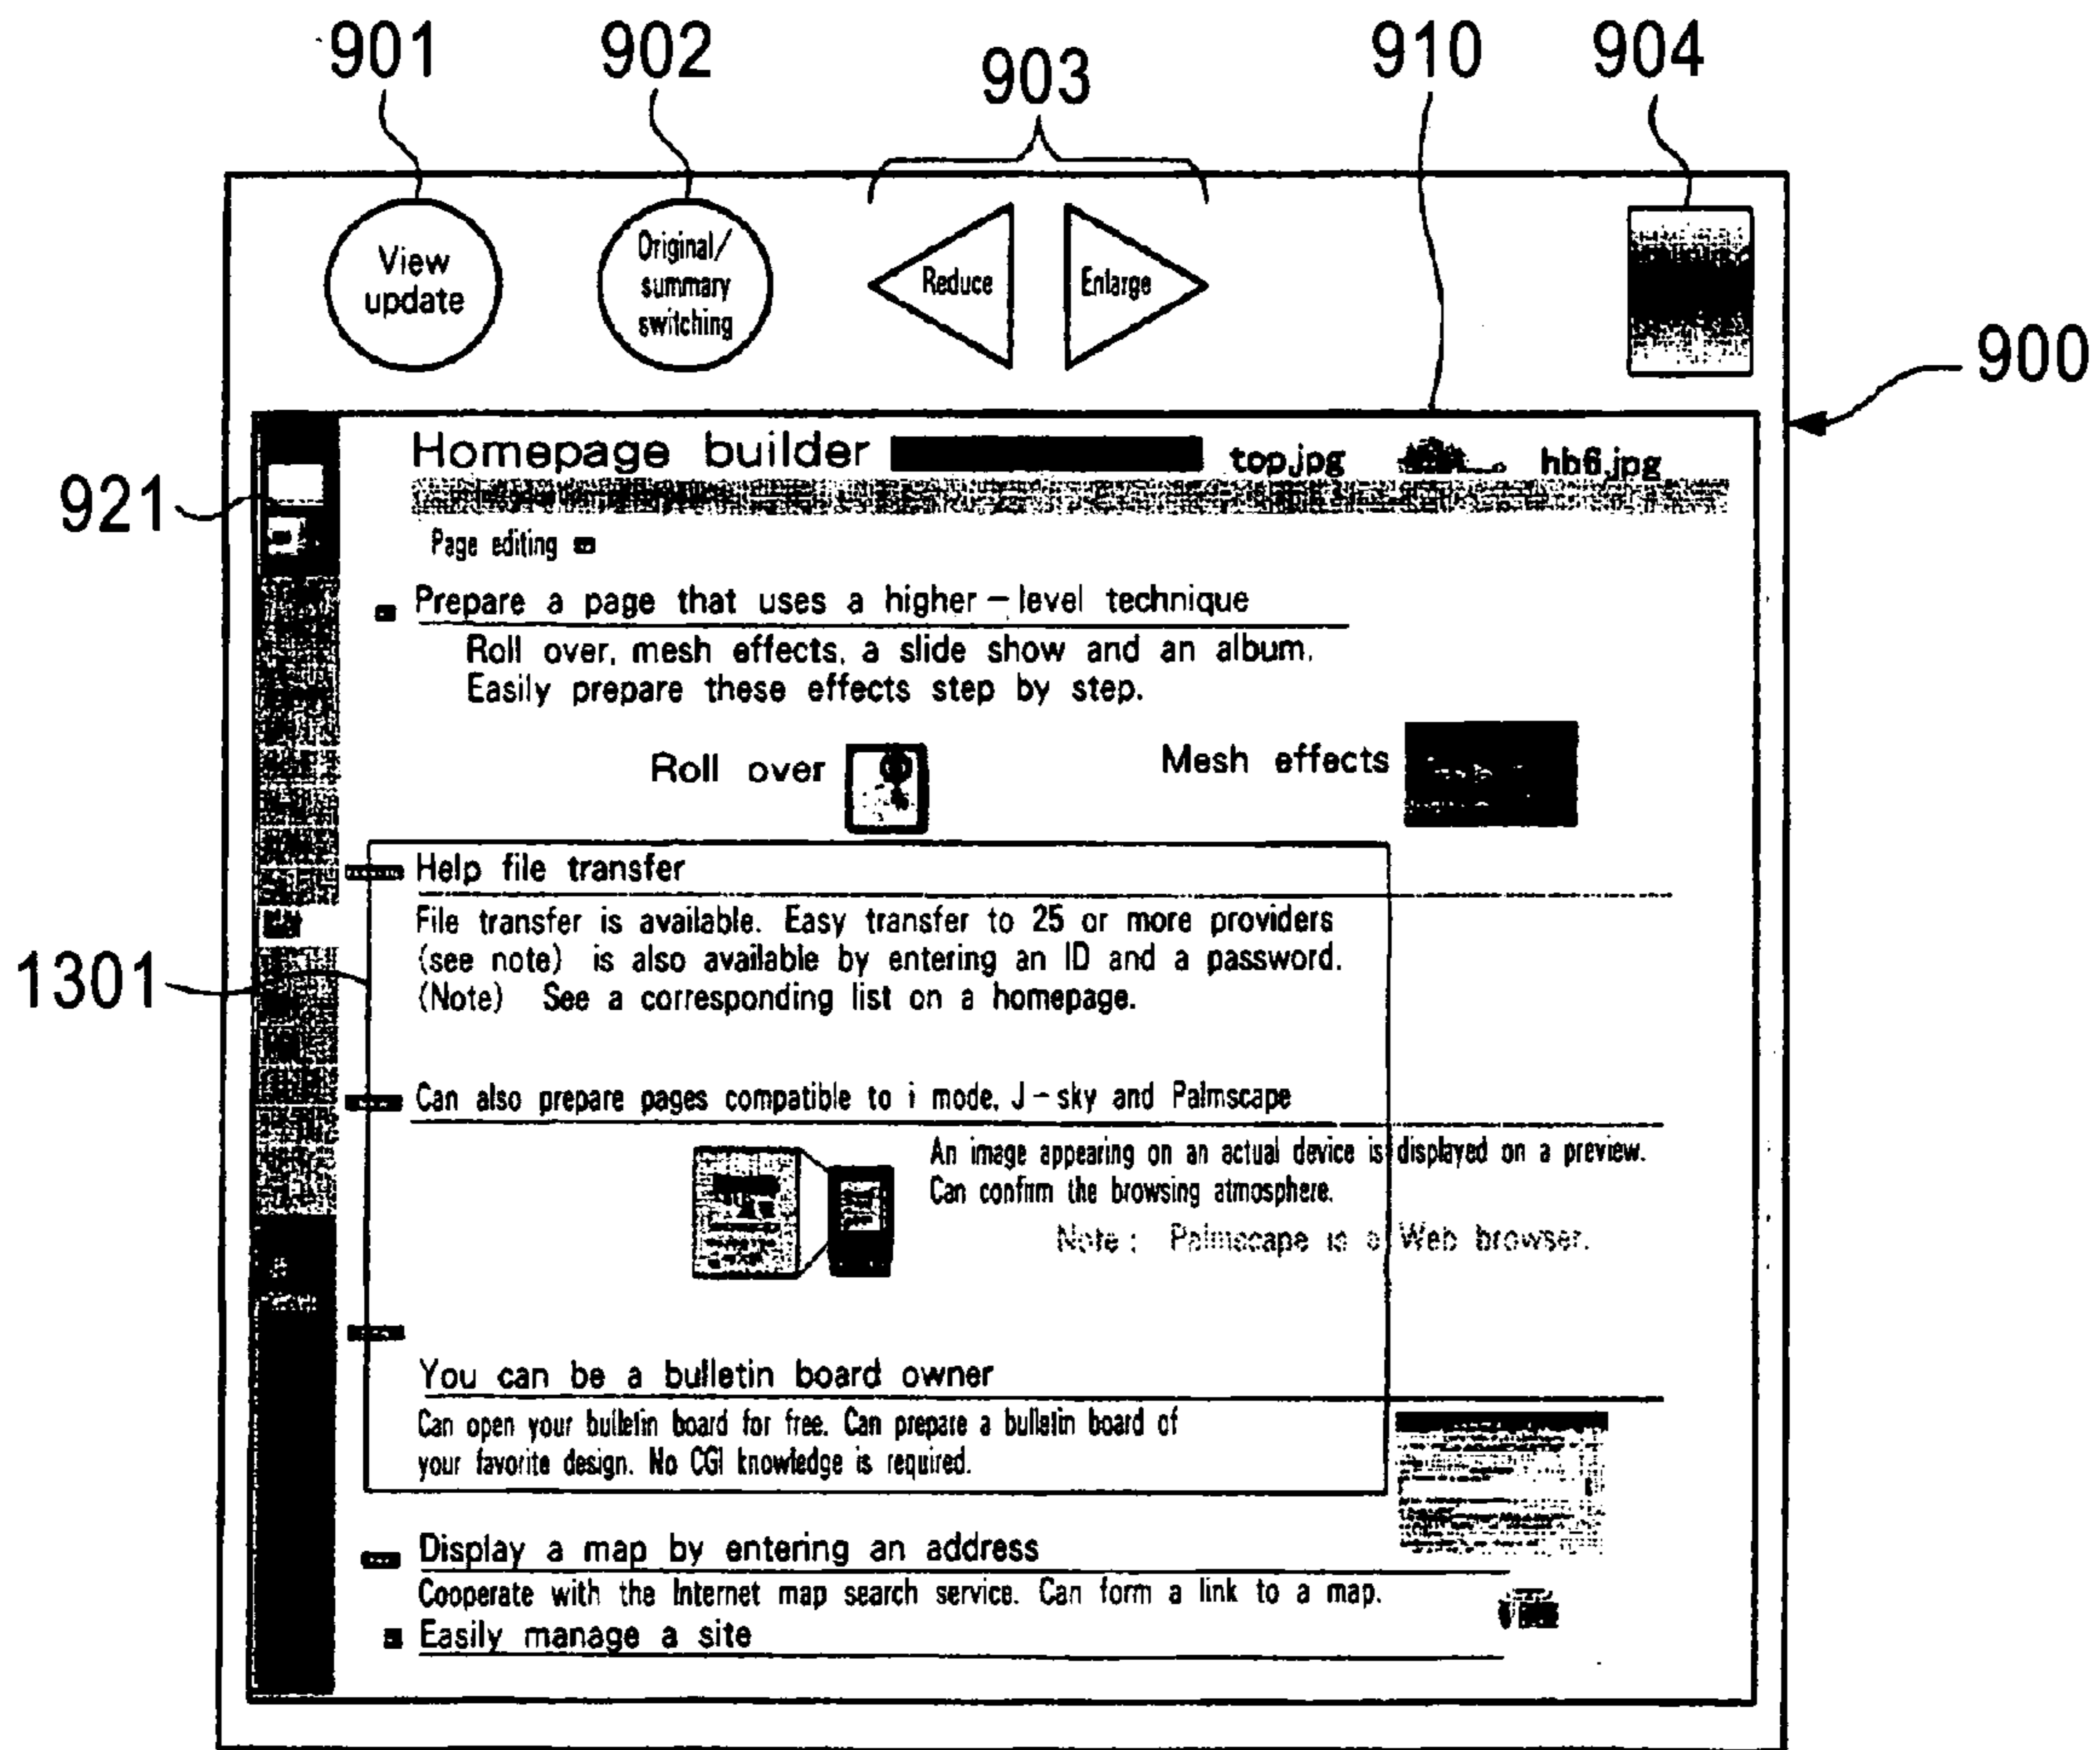 901
902
903
910
904
View
update
Original/
summary
switching
Reduce
Enlarge
900
Homepage builder
top.jpg
hb6.jpg
921
Page editing
Prepare a page that uses a higher-level technique
Roll over, mesh effects, a slide show and an album.
Easily prepare these effects step by step.
Roll over
Mesh effects
Help file transfer
File transfer is available. Easy transfer to 25 or more providers
(see note) is also available by entering an ID and a password.
1301
(Note) See a corresponding list on a homepage.
Can also prepare pages compatible to i mode, J-sky and Palmscape
An image appearing on an actual device is displayed on a preview.
Can confirm the browsing atmosphere.
Note : Palmscape is a Web browser.
You can be a bulletin board owner
Can open your bulletin board for free. Can prepare a bulletin board of
your favorite design. No CGI knowledge is required.
Display a map by entering an address
Cooperate with the Internet map search service. Can form a link to a map.
Easily manage a site